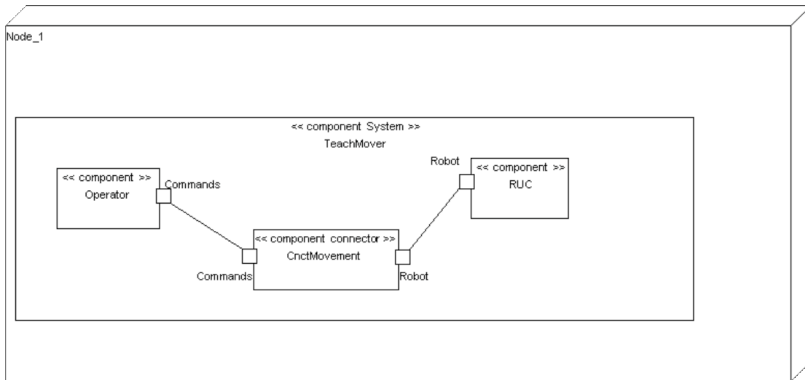 Node_1
<< component System >>
TeachMover
<< component >>
Operator
Commands
Robot
<< component >>
RUC
<< component connector >>
CnctMovement
Commands
Robot